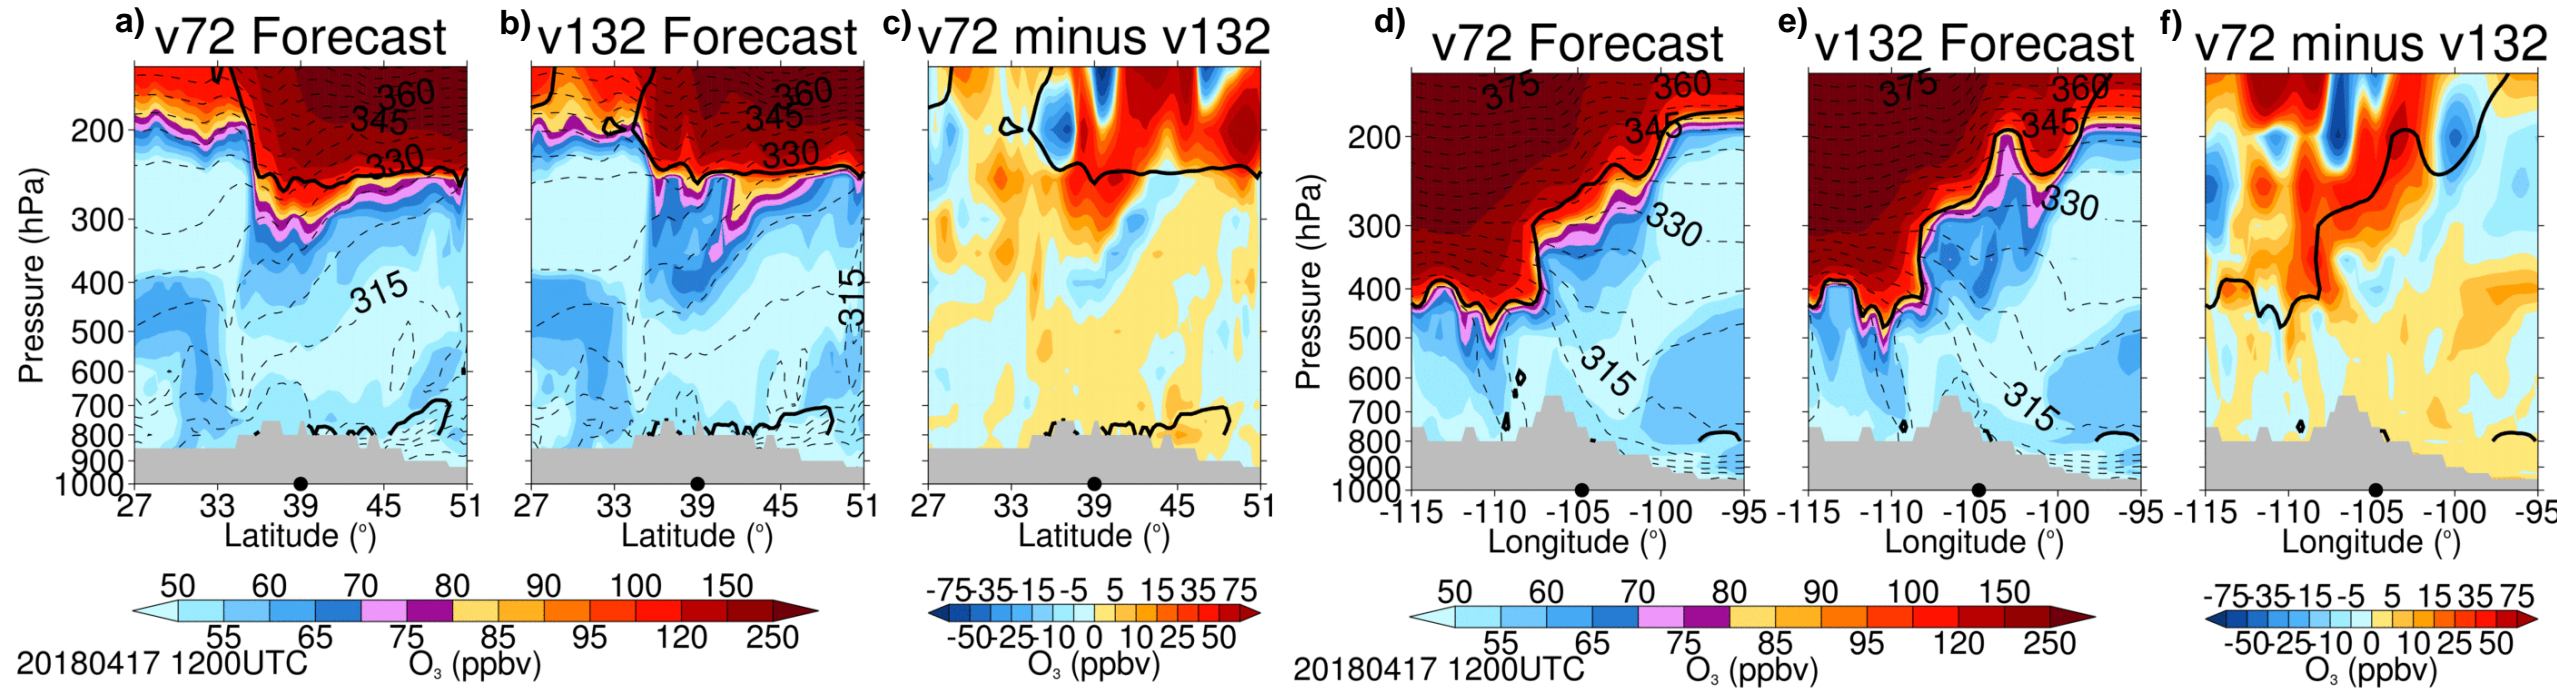 a) v72 Forecast b) v132 Forecast c) v72 minus v132 d) v72 Forecast e) v132 Forecast f) v72 minus v132
Pressure (hPa)
200
300
400
500
600
700
800
900
1000
360
345
330
315
27 33 39 45 51
Latitude (°)
360
345
330
315
27 33 39 45 51
Latitude (°)
27 33 39 45 51
Latitude (°)
50 60 70 80 90 100 150
55 65 75 85 95 120 250
20180417 1200UTC O₃ (ppbv)
-75 -35 -15 -5 5 15 35 75
-50 -25 -10 0 10 25 50
O₃ (ppbv)
Pressure (hPa)
200
300
400
500
600
700
800
900
1000
375
360
345
330
315
-115 -110 -105 -100 -95
Longitude (°)
375
360
345
330
315
-115 -110 -105 -100 -95
Longitude (°)
-115 -110 -105 -100 -95
Longitude (°)
50 60 70 80 90 100 150
55 65 75 85 95 120 250
20180417 1200UTC O₃ (ppbv)
-75 -35 -15 -5 5 15 35 75
-50 -25 -10 0 10 25 50
O₃ (ppbv)